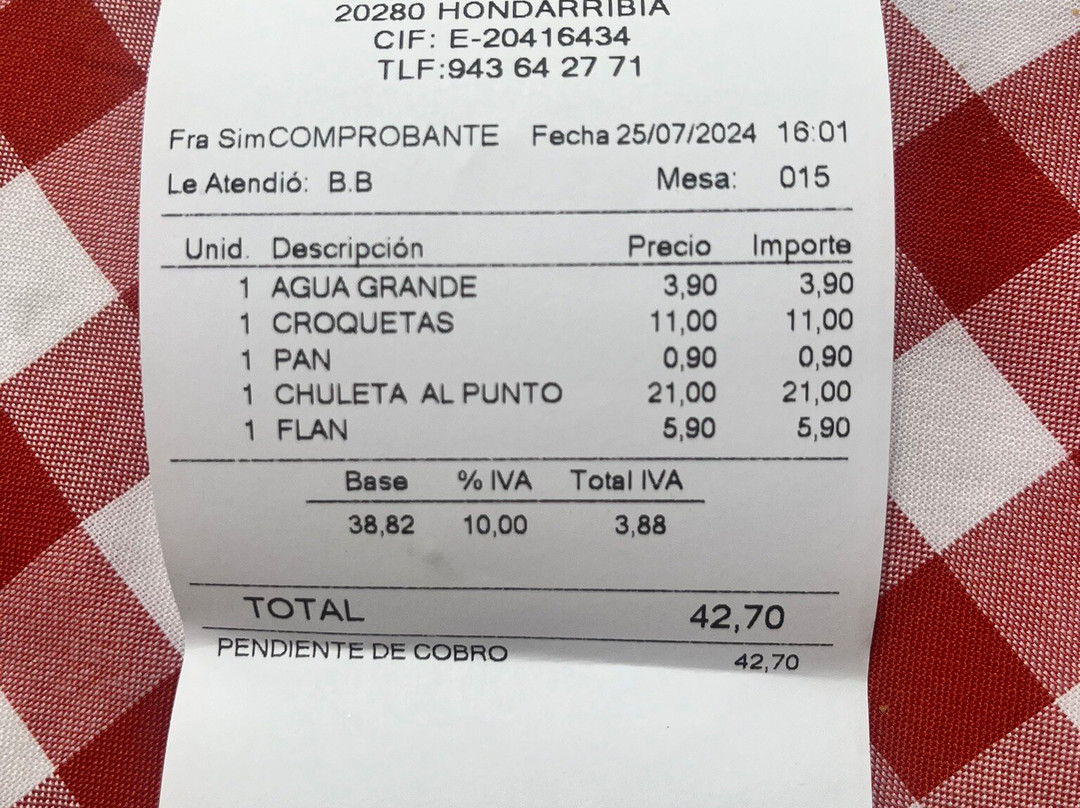 20280 HONDARRIBIA
CIF: E-20416434
TLF:943 64 27 71
Fra SimCOMPROBANTE Fecha 25/07/2024 16:01
Le Atendió: B.B Mesa: 015
Unid. Descripción Precio Importe
1 AGUA GRANDE 3,90 3,90
1 CROQUETAS 11,00 11,00
1 PAN 0,90 0,90
1 CHULETA AL PUNTO 21,00 21,00
1 FLAN 5,90 5,90
Base % IVA Total IVA
38,82 10,00 3,88
TOTAL 42,70
PENDIENTE DE COBRO 42,70